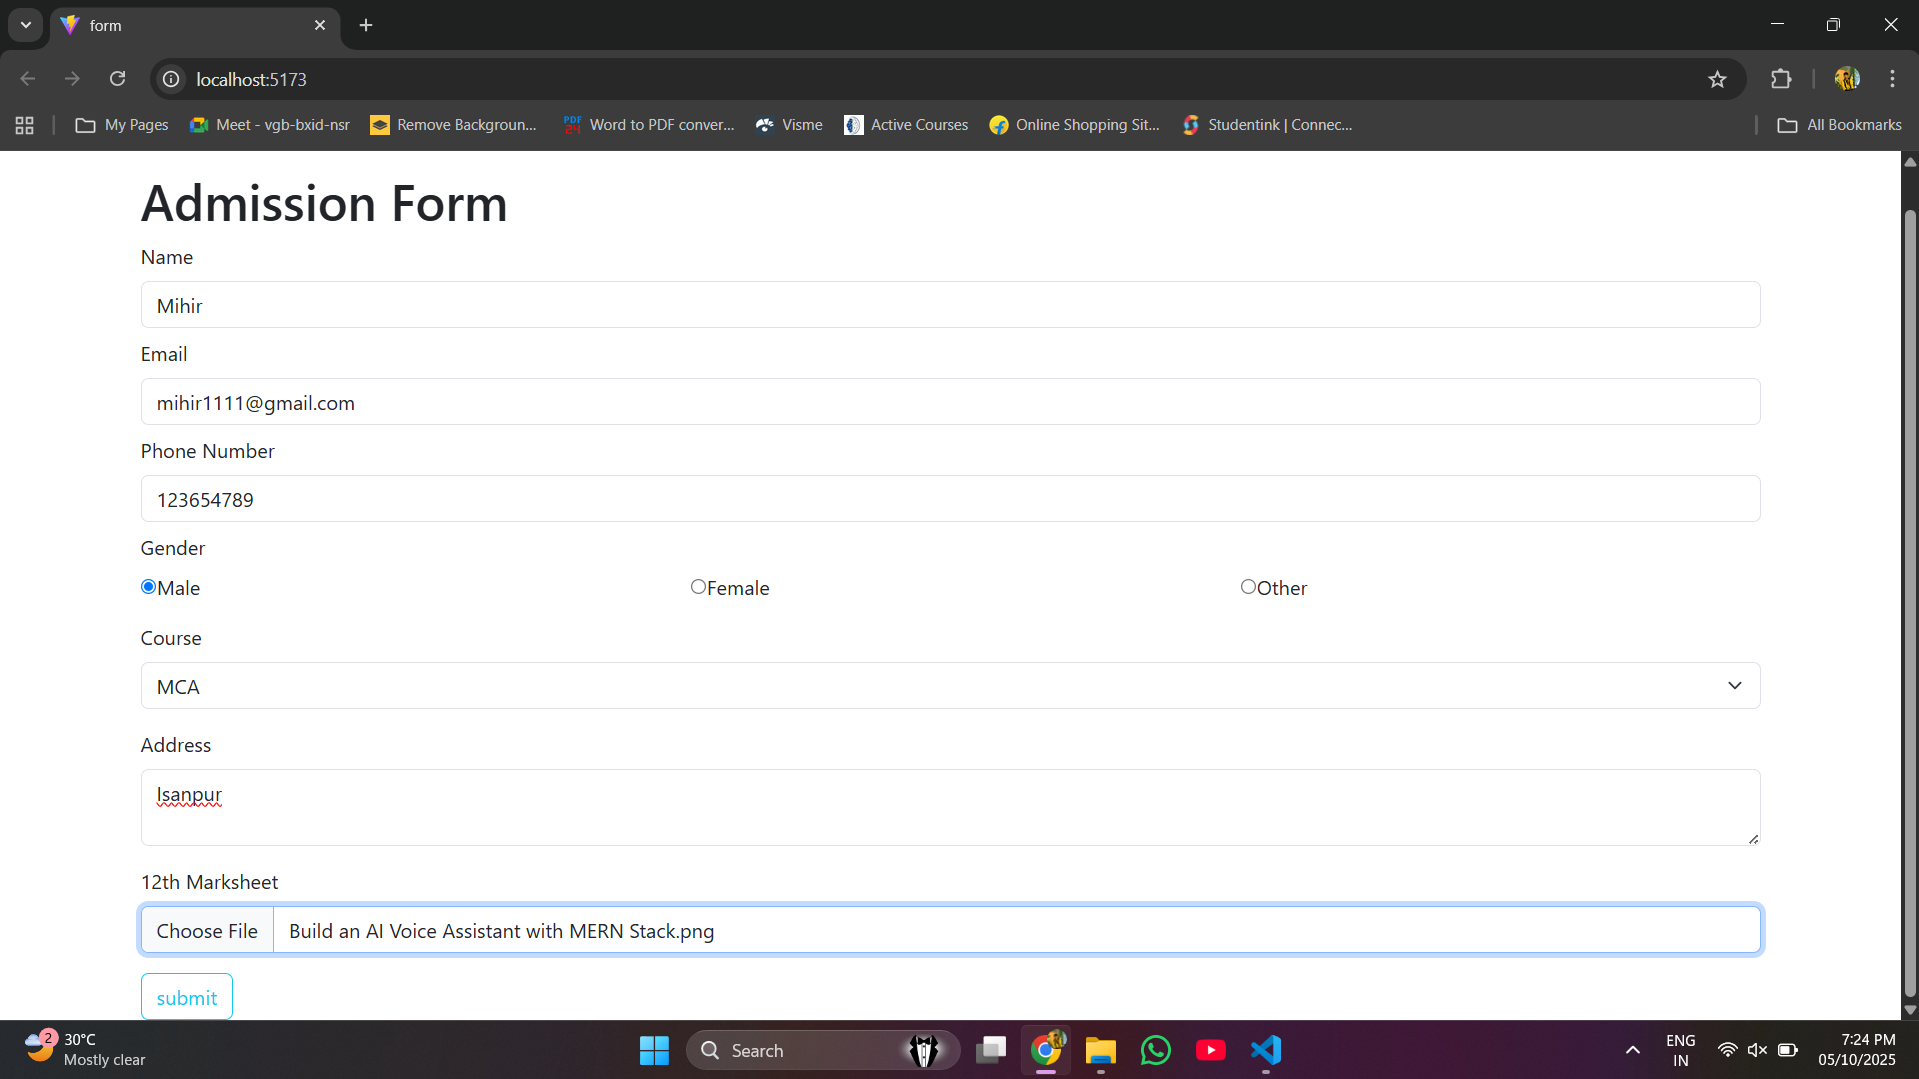 form
localhost:5173
My Pages
Meet - vgb-bxid-nsr
Remove Backgroun...
PDF 24
Word to PDF conver...
Visme
Active Courses
Online Shopping Sit...
Studentink | Connec...
All Bookmarks
Admission Form
Name
Mihir
Email
mihir1111@gmail.com
Phone Number
123654789
Gender
Male
Female
Other
Course
MCA
Address
Isanpur
12th Marksheet
Choose File
Build an AI Voice Assistant with MERN Stack.png
submit
2
30°C
Mostly clear
Search
ENG
IN
7:24 PM
05/10/2025